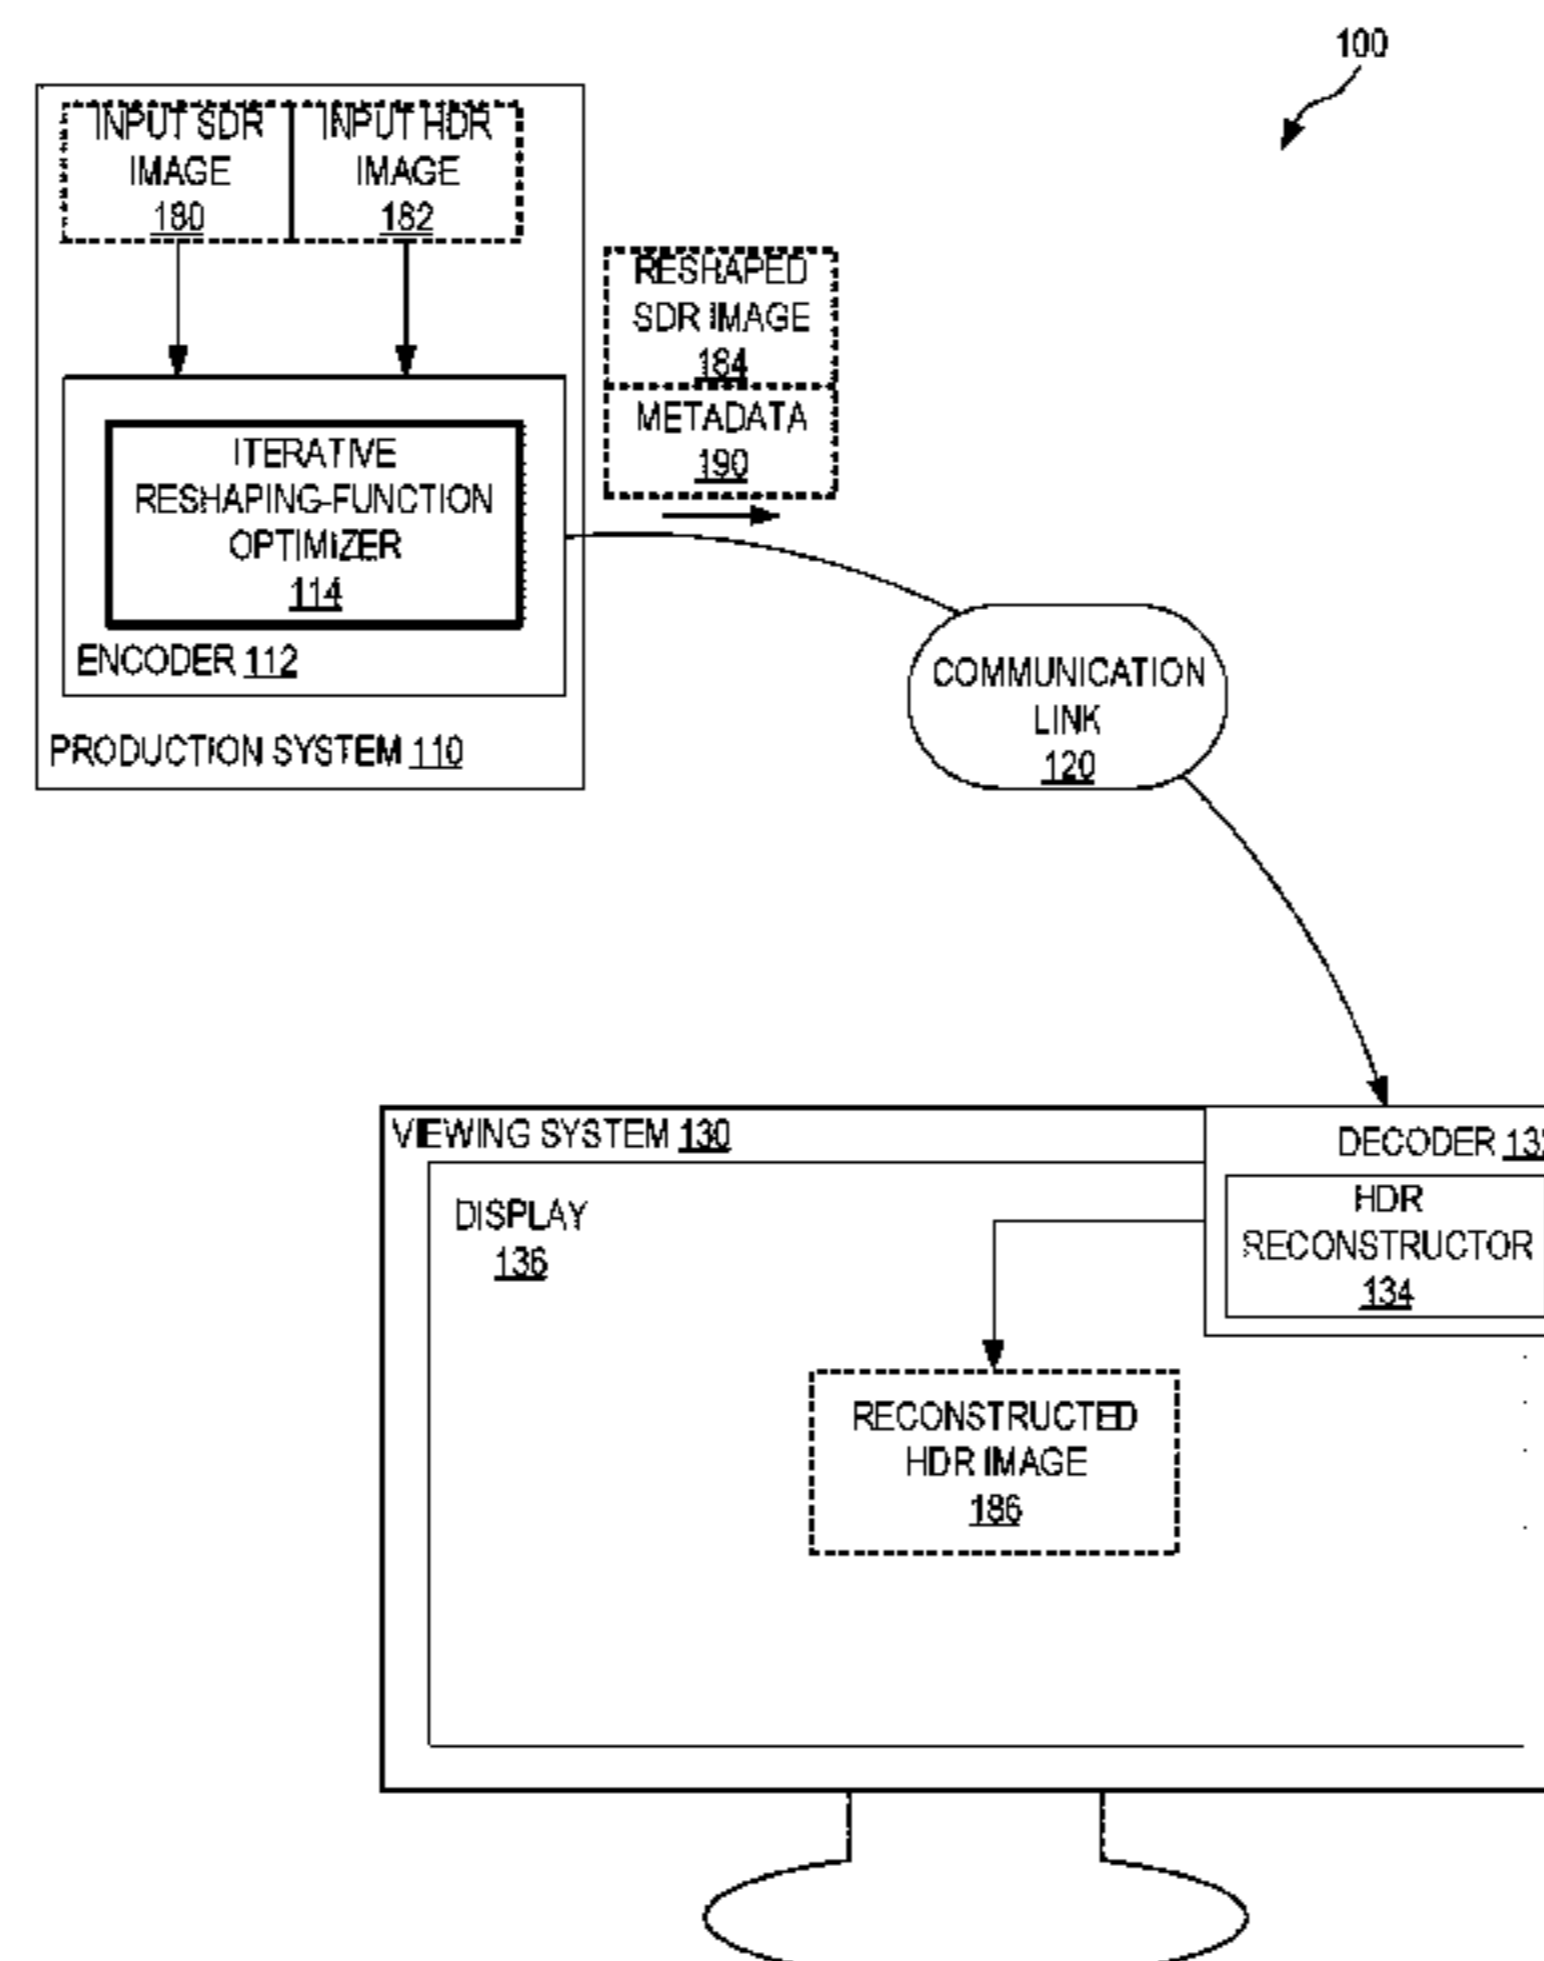 100
INPUT SDR
IMAGE
180
INPUT HDR
IMAGE
182
RESHAPED
SDR IMAGE
184
METADATA
190
ITERATIVE
RESHAPING-FUNCTION
OPTIMIZER
114
ENCODER 112
PRODUCTION SYSTEM 110
COMMUNICATION
LINK
120
VIEWING SYSTEM 130
DECODER
HDR
RECONSTRUCTOR
134
DISPLAY
136
RECONSTRUCTED
HDR IMAGE
186